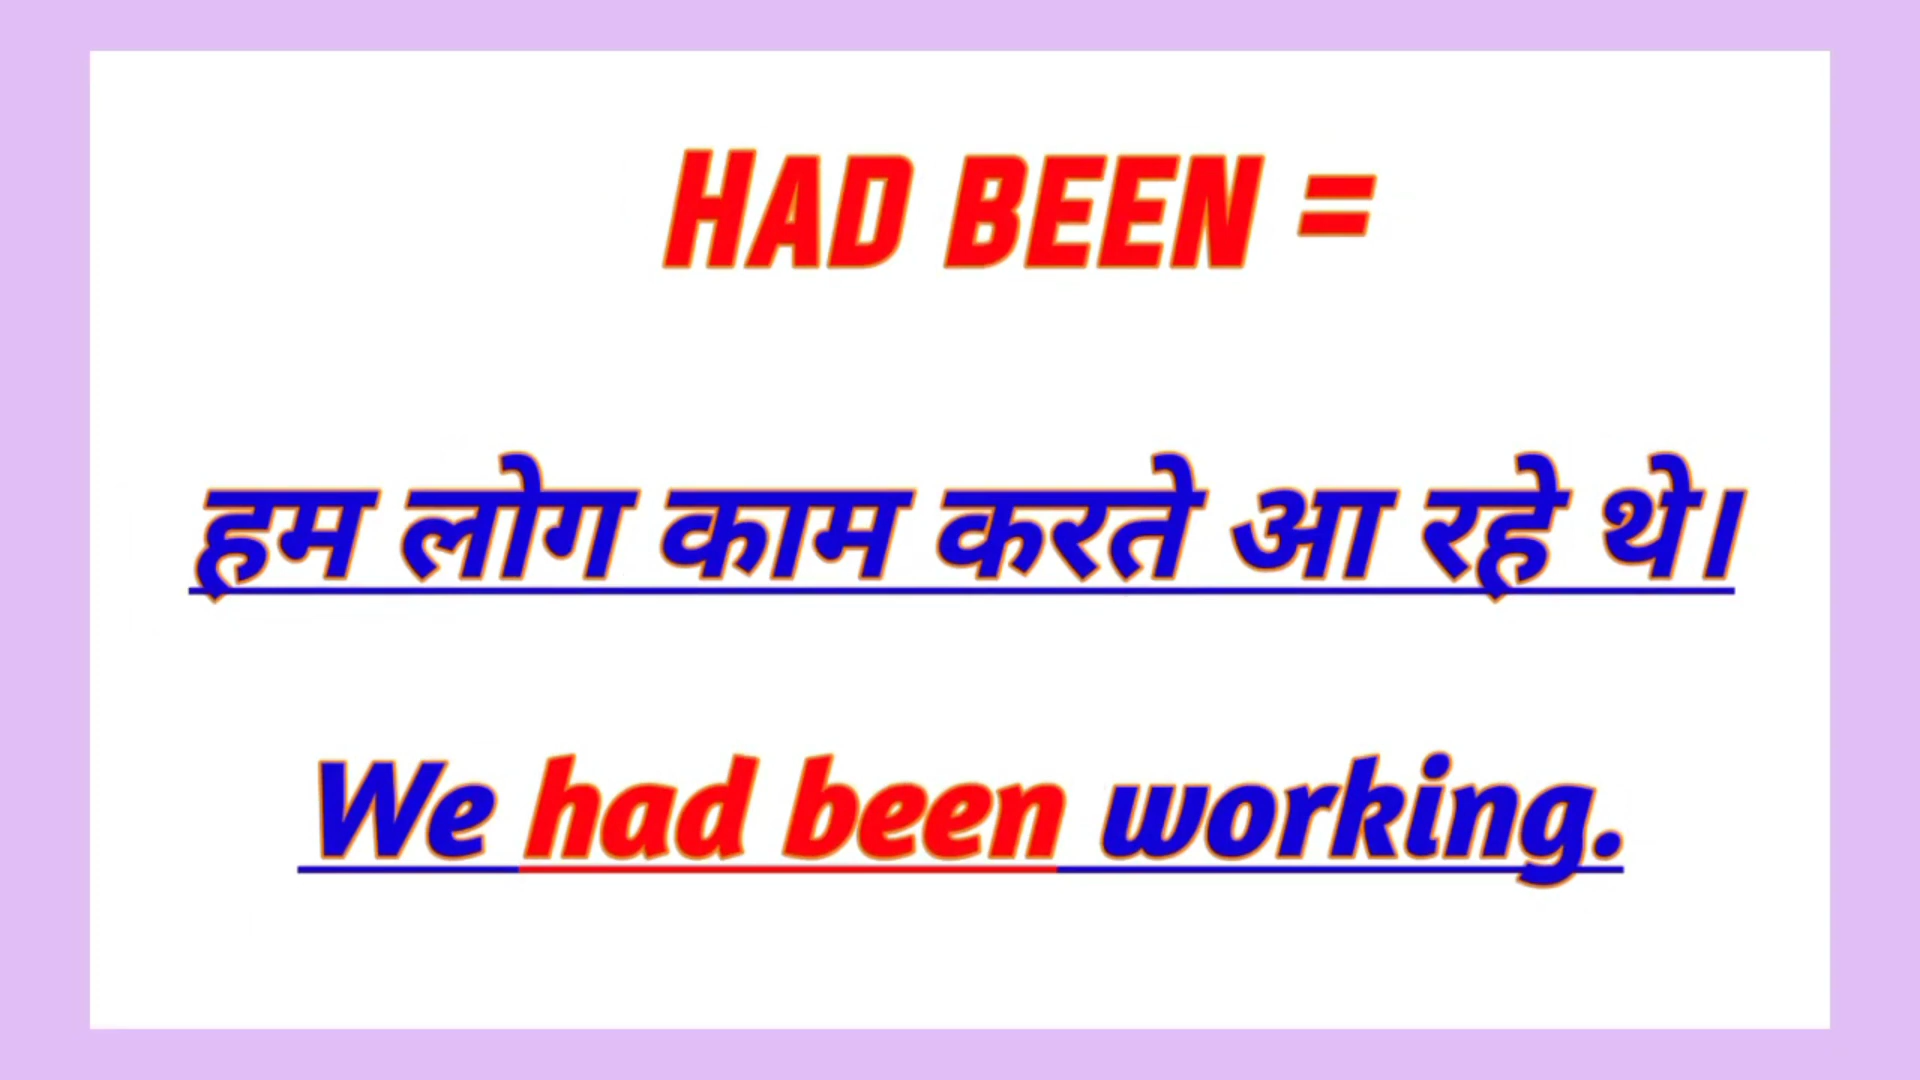 HAD BEEN =
हम लोग काम करते आ रहे थे।
We had been working.